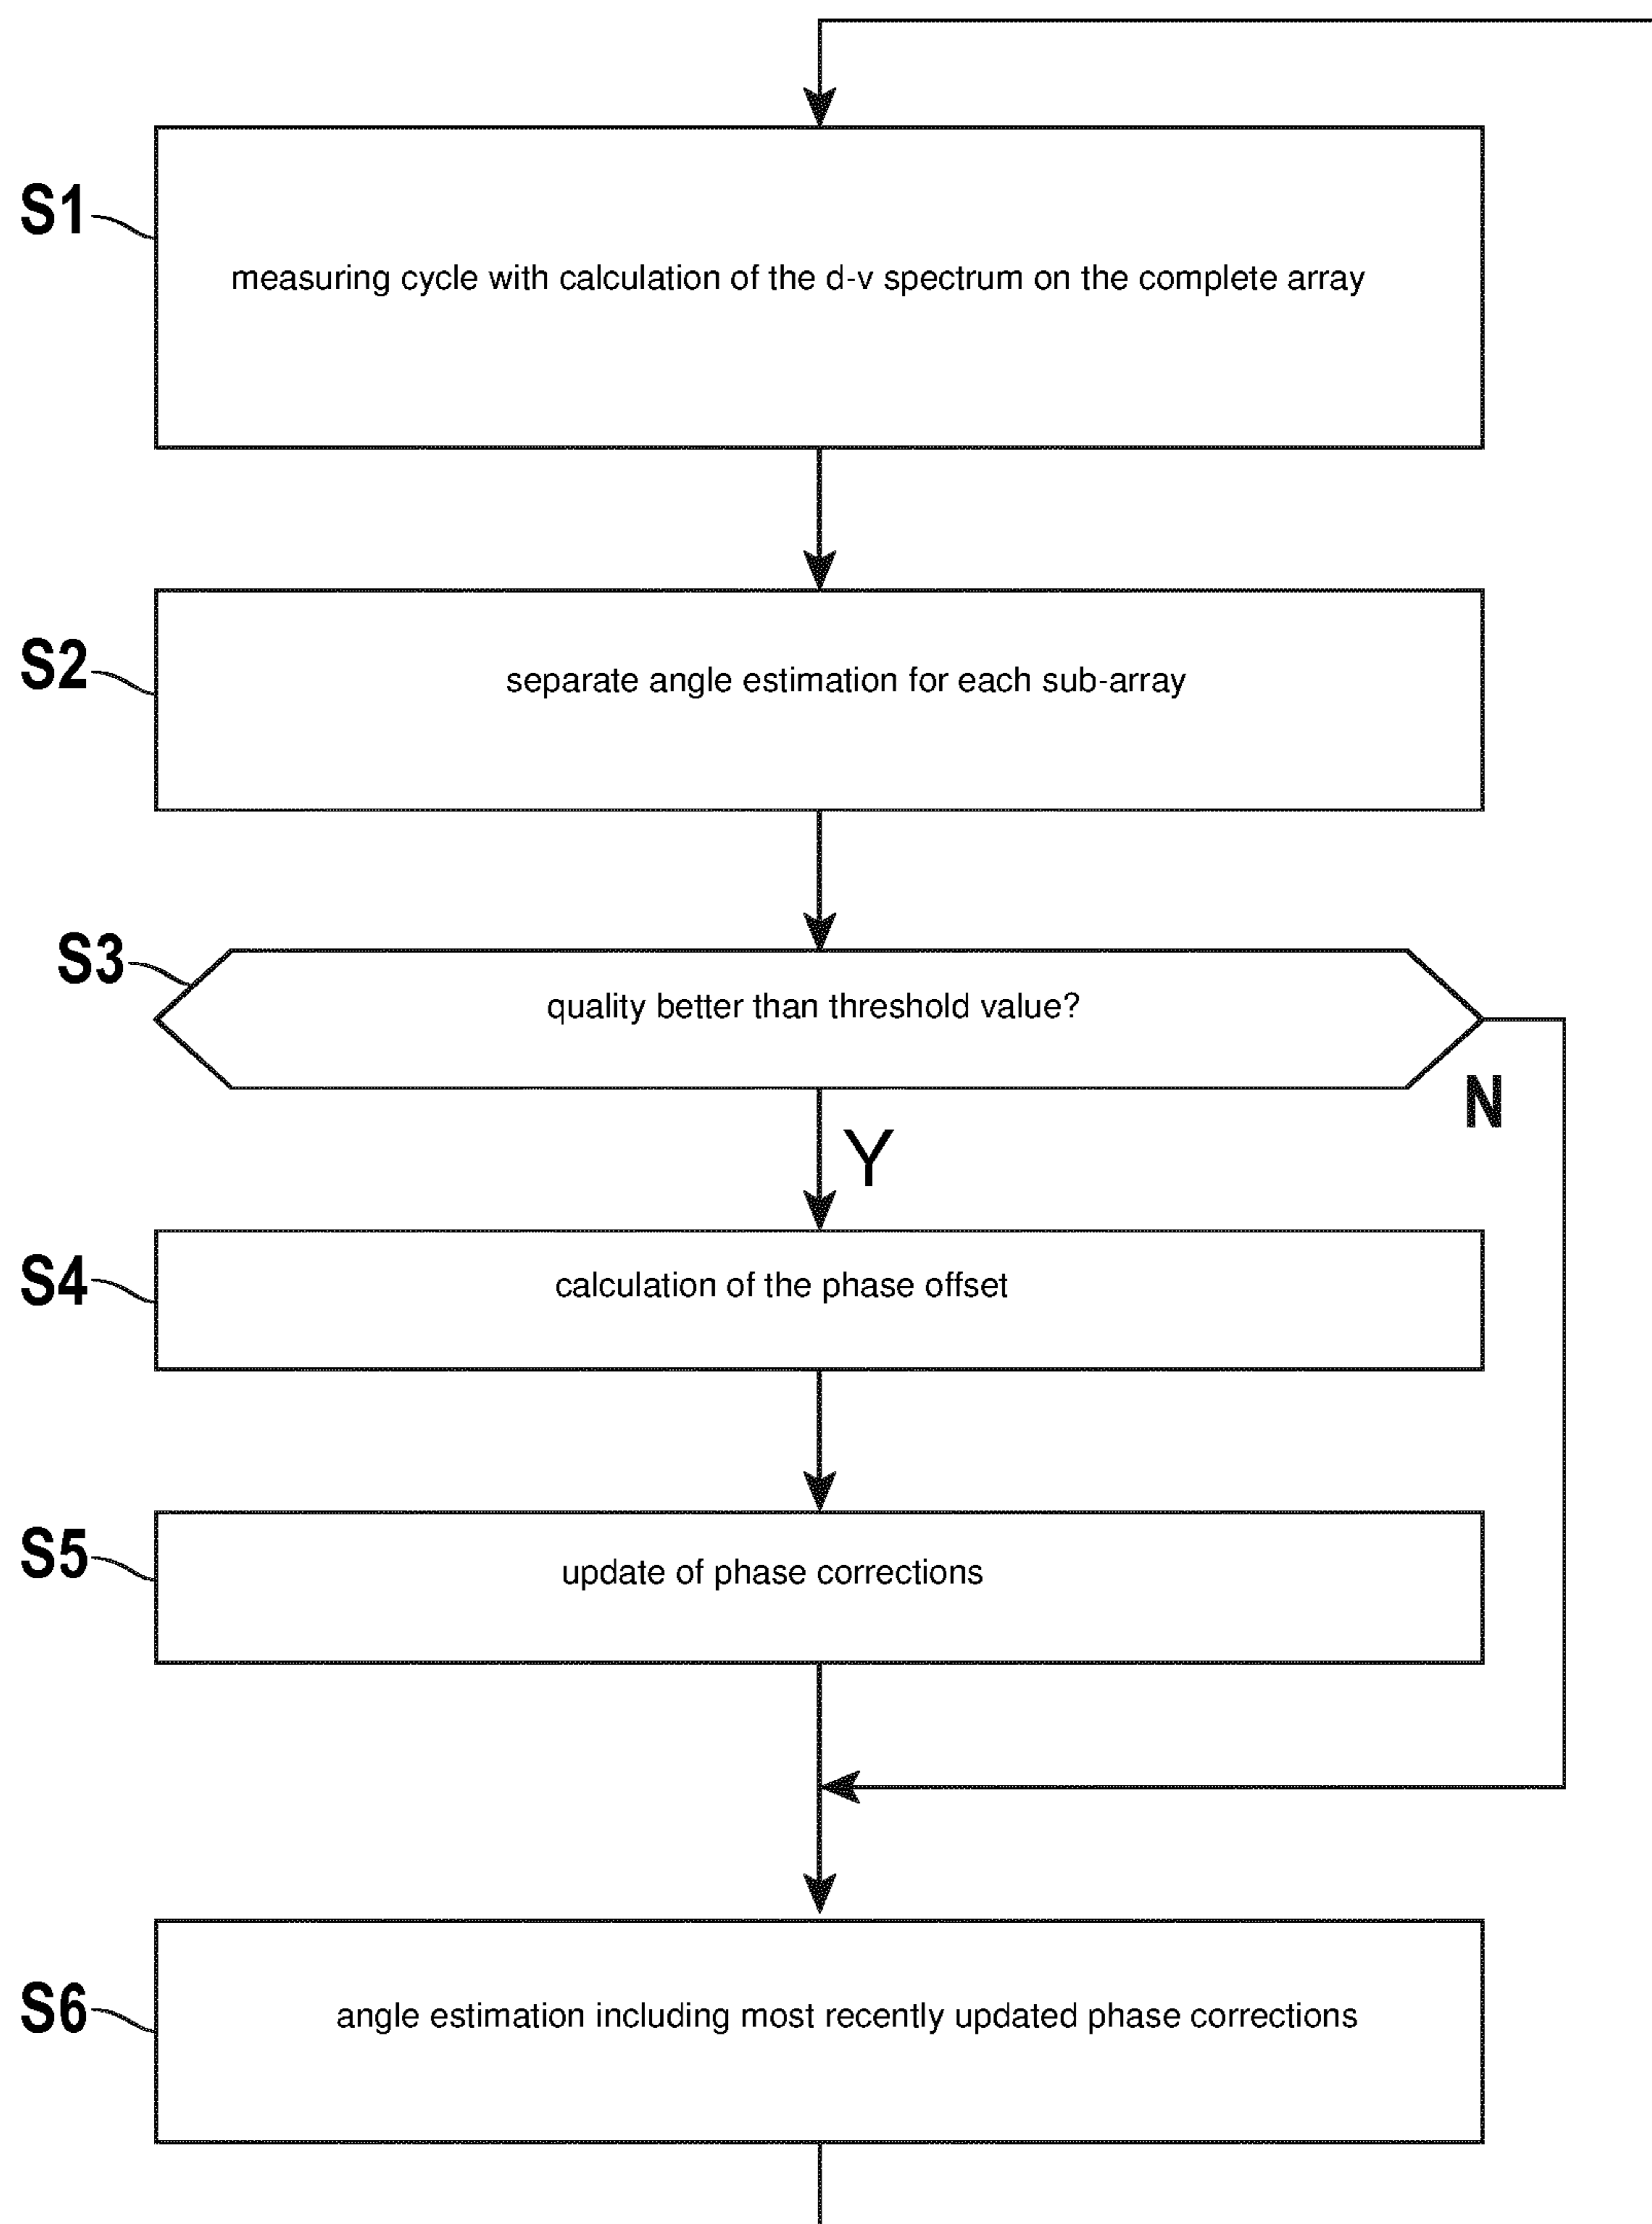 S1
measuring cycle with calculation of the d-v spectrum on the complete array
S2
separate angle estimation for each sub-array
S3
quality better than threshold value?
N
Y
S4
calculation of the phase offset
S5
update of phase corrections
S6
angle estimation including most recently updated phase corrections